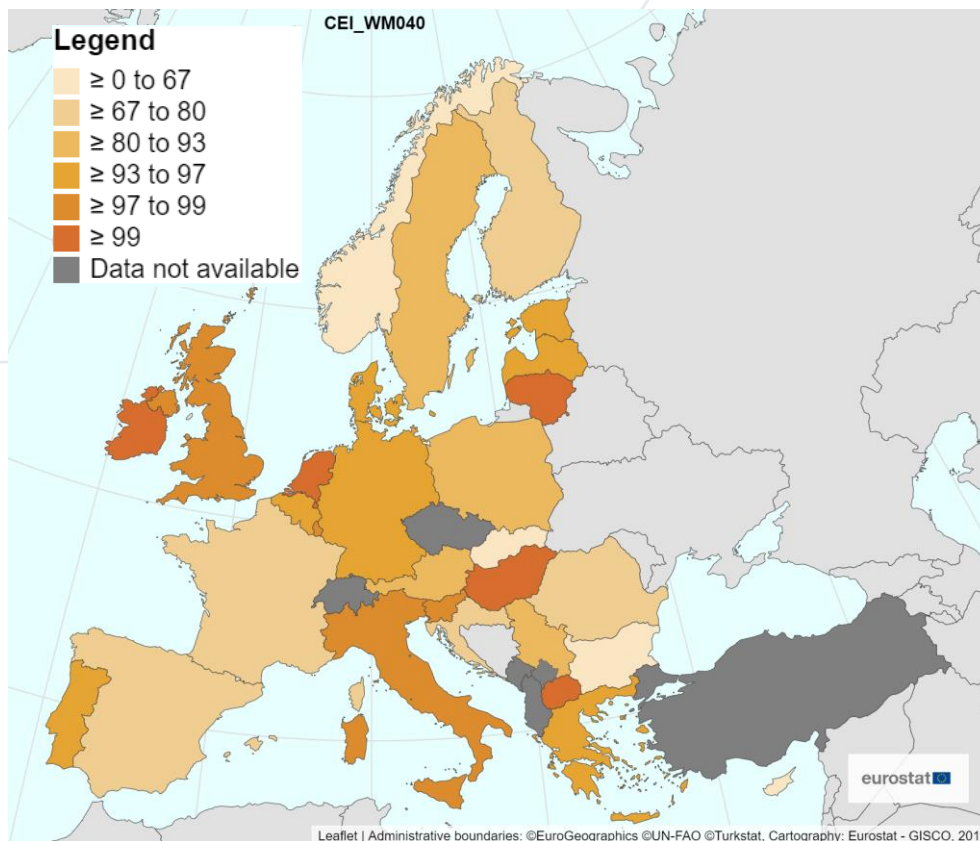 CEI_WM040
Legend
≥ 0 to 67
≥ 67 to 80
≥ 80 to 93
≥ 93 to 97
≥ 97 to 99
≥ 99
Data not available
eurostat
Leaflet | Administrative boundaries: ©EuroGeographics ©UN-FAO ©Turkstat, Cartography: Eurostat - GISCO, 201